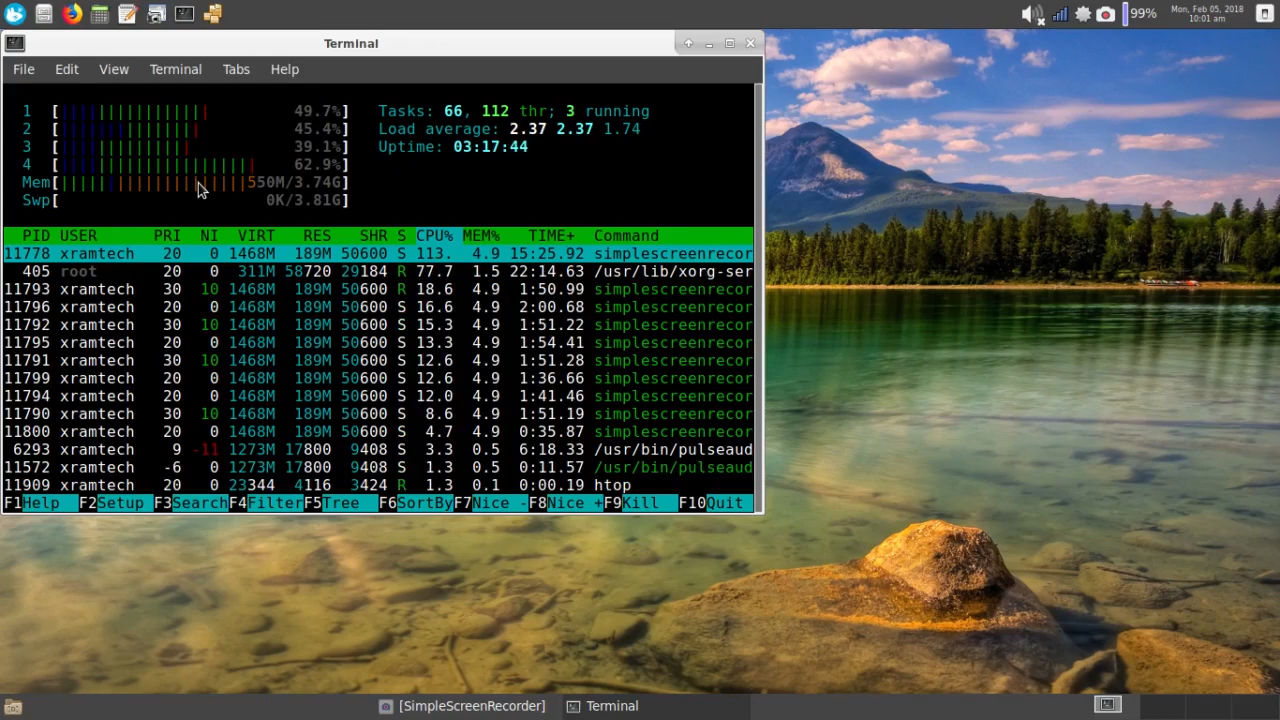 99%
Mon, Feb 05, 2018
10:01 am
Terminal
File Edit View Terminal Tabs Help
1 [ 49.7%] Tasks: 66, 112 thr; 3 running
2 [ 45.4%] Load average: 2.37 2.37 1.74
3 [ 39.1%] Uptime: 03:17:44
4 [ 62.9%]
Mem[ 550M/3.74G]
Swp[ 0K/3.81G]
PID USER PRI NI VIRT RES SHR S CPU% MEM% TIME+ Command
11778 xramtech 20 0 1468M 189M 50600 S 113. 4.9 15:25.92 simplescreenrecor
405 root 20 0 311M 58720 29184 R 77.7 1.5 22:14.63 /usr/lib/xorg-ser
11793 xramtech 30 10 1468M 189M 50600 R 18.6 4.9 1:50.99 simplescreenrecor
11796 xramtech 20 0 1468M 189M 50600 S 16.6 4.9 2:00.68 simplescreenrecor
11792 xramtech 30 10 1468M 189M 50600 S 15.3 4.9 1:51.22 simplescreenrecor
11795 xramtech 20 0 1468M 189M 50600 S 13.3 4.9 1:54.41 simplescreenrecor
11791 xramtech 30 10 1468M 189M 50600 S 12.6 4.9 1:51.28 simplescreenrecor
11799 xramtech 20 0 1468M 189M 50600 S 12.6 4.9 1:36.66 simplescreenrecor
11794 xramtech 20 0 1468M 189M 50600 S 12.0 4.9 1:41.46 simplescreenrecor
11790 xramtech 30 10 1468M 189M 50600 S 8.6 4.9 1:51.19 simplescreenrecor
11800 xramtech 20 0 1468M 189M 50600 S 4.7 4.9 0:35.87 simplescreenrecor
6293 xramtech 9 -11 1273M 17800 9408 S 3.3 0.5 6:18.33 /usr/bin/pulseaud
11572 xramtech -6 0 1273M 17800 9408 S 1.3 0.5 0:11.57 /usr/bin/pulseaud
11909 xramtech 20 0 23344 4116 3424 R 1.3 0.1 0:00.19 htop
F1Help F2Setup F3SearchF4FilterF5Tree F6SortByF7Nice -F8Nice +F9Kill F10Quit
[SimpleScreenRecorder] Terminal